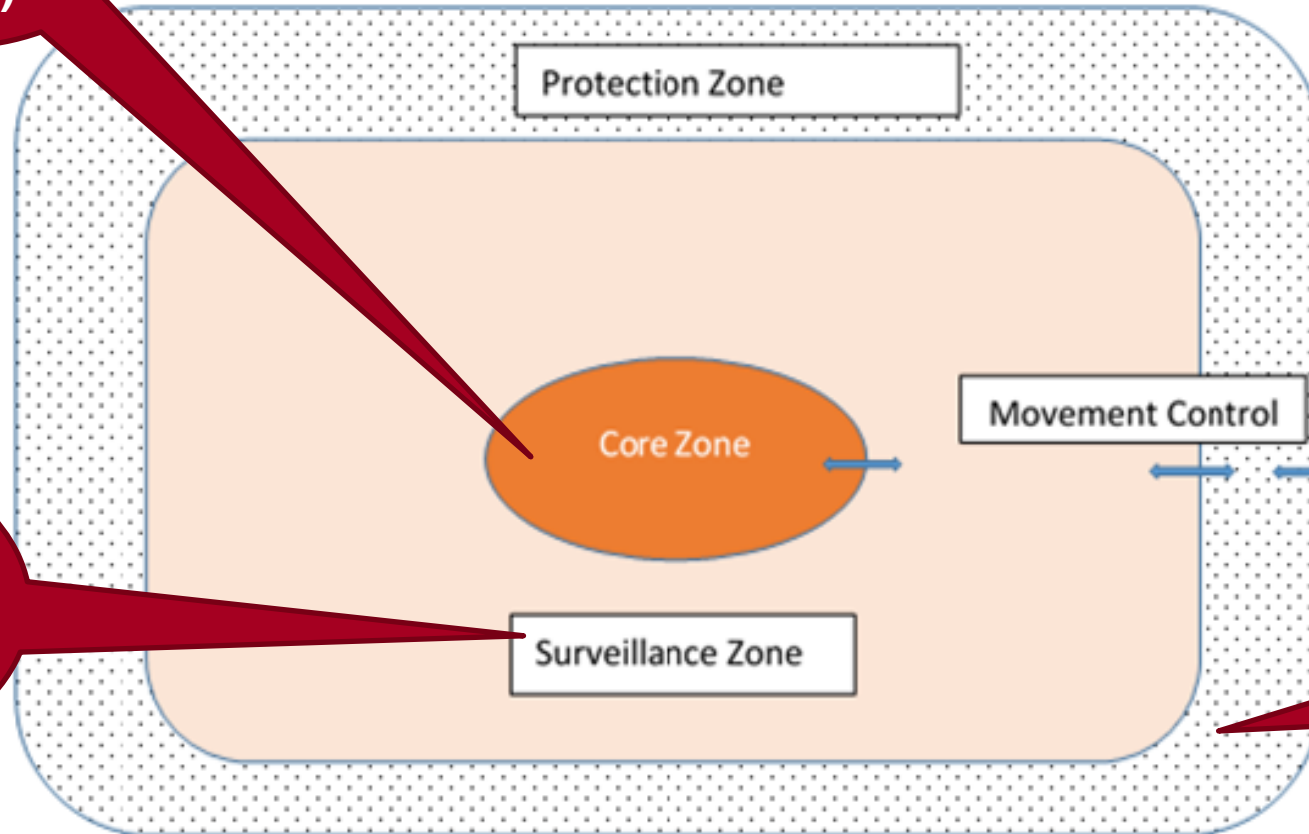 )
Protection Zone
Movement Control
Core Zone
Surveillance Zone